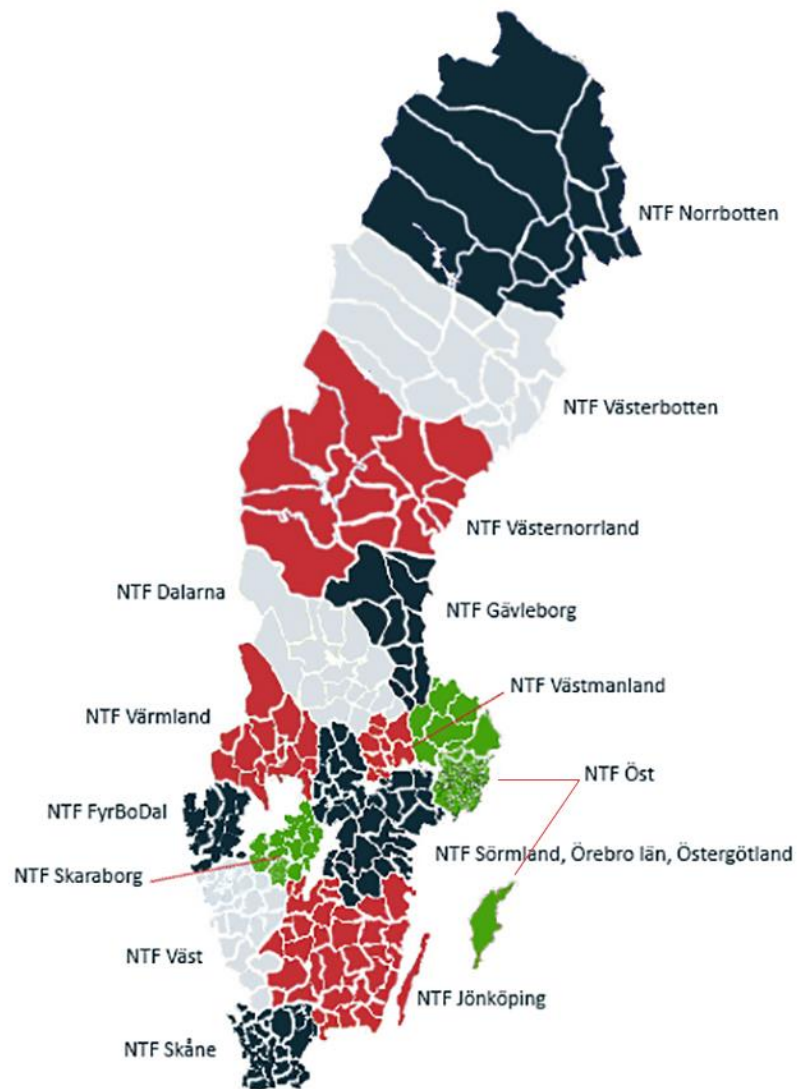 NTF Norrbotten
NTF Västerbotten
NTF Västernorrland
NTF Dalarna
NTF Gävleborg
NTF Västmanland
NTF Värmland
NTF Öst
NTF FyrBoDal
NTF Sörmland, Örebro län, Östergötland
NTF Skaraborg
NTF Väst
NTF Jönköping
NTF Skåne